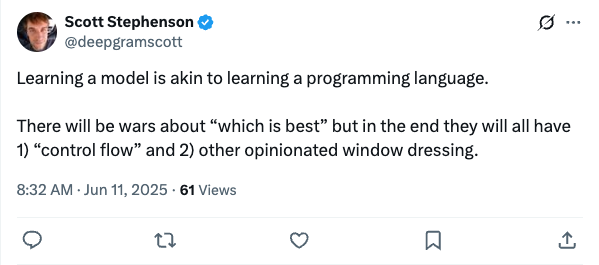 Scott Stephenson
@deepgramscott
Learning a model is akin to learning a programming language.
There will be wars about “which is best” but in the end they will all have
1) “control flow” and 2) other opinionated window dressing.
8:32 AM · Jun 11, 2025 · 61 Views